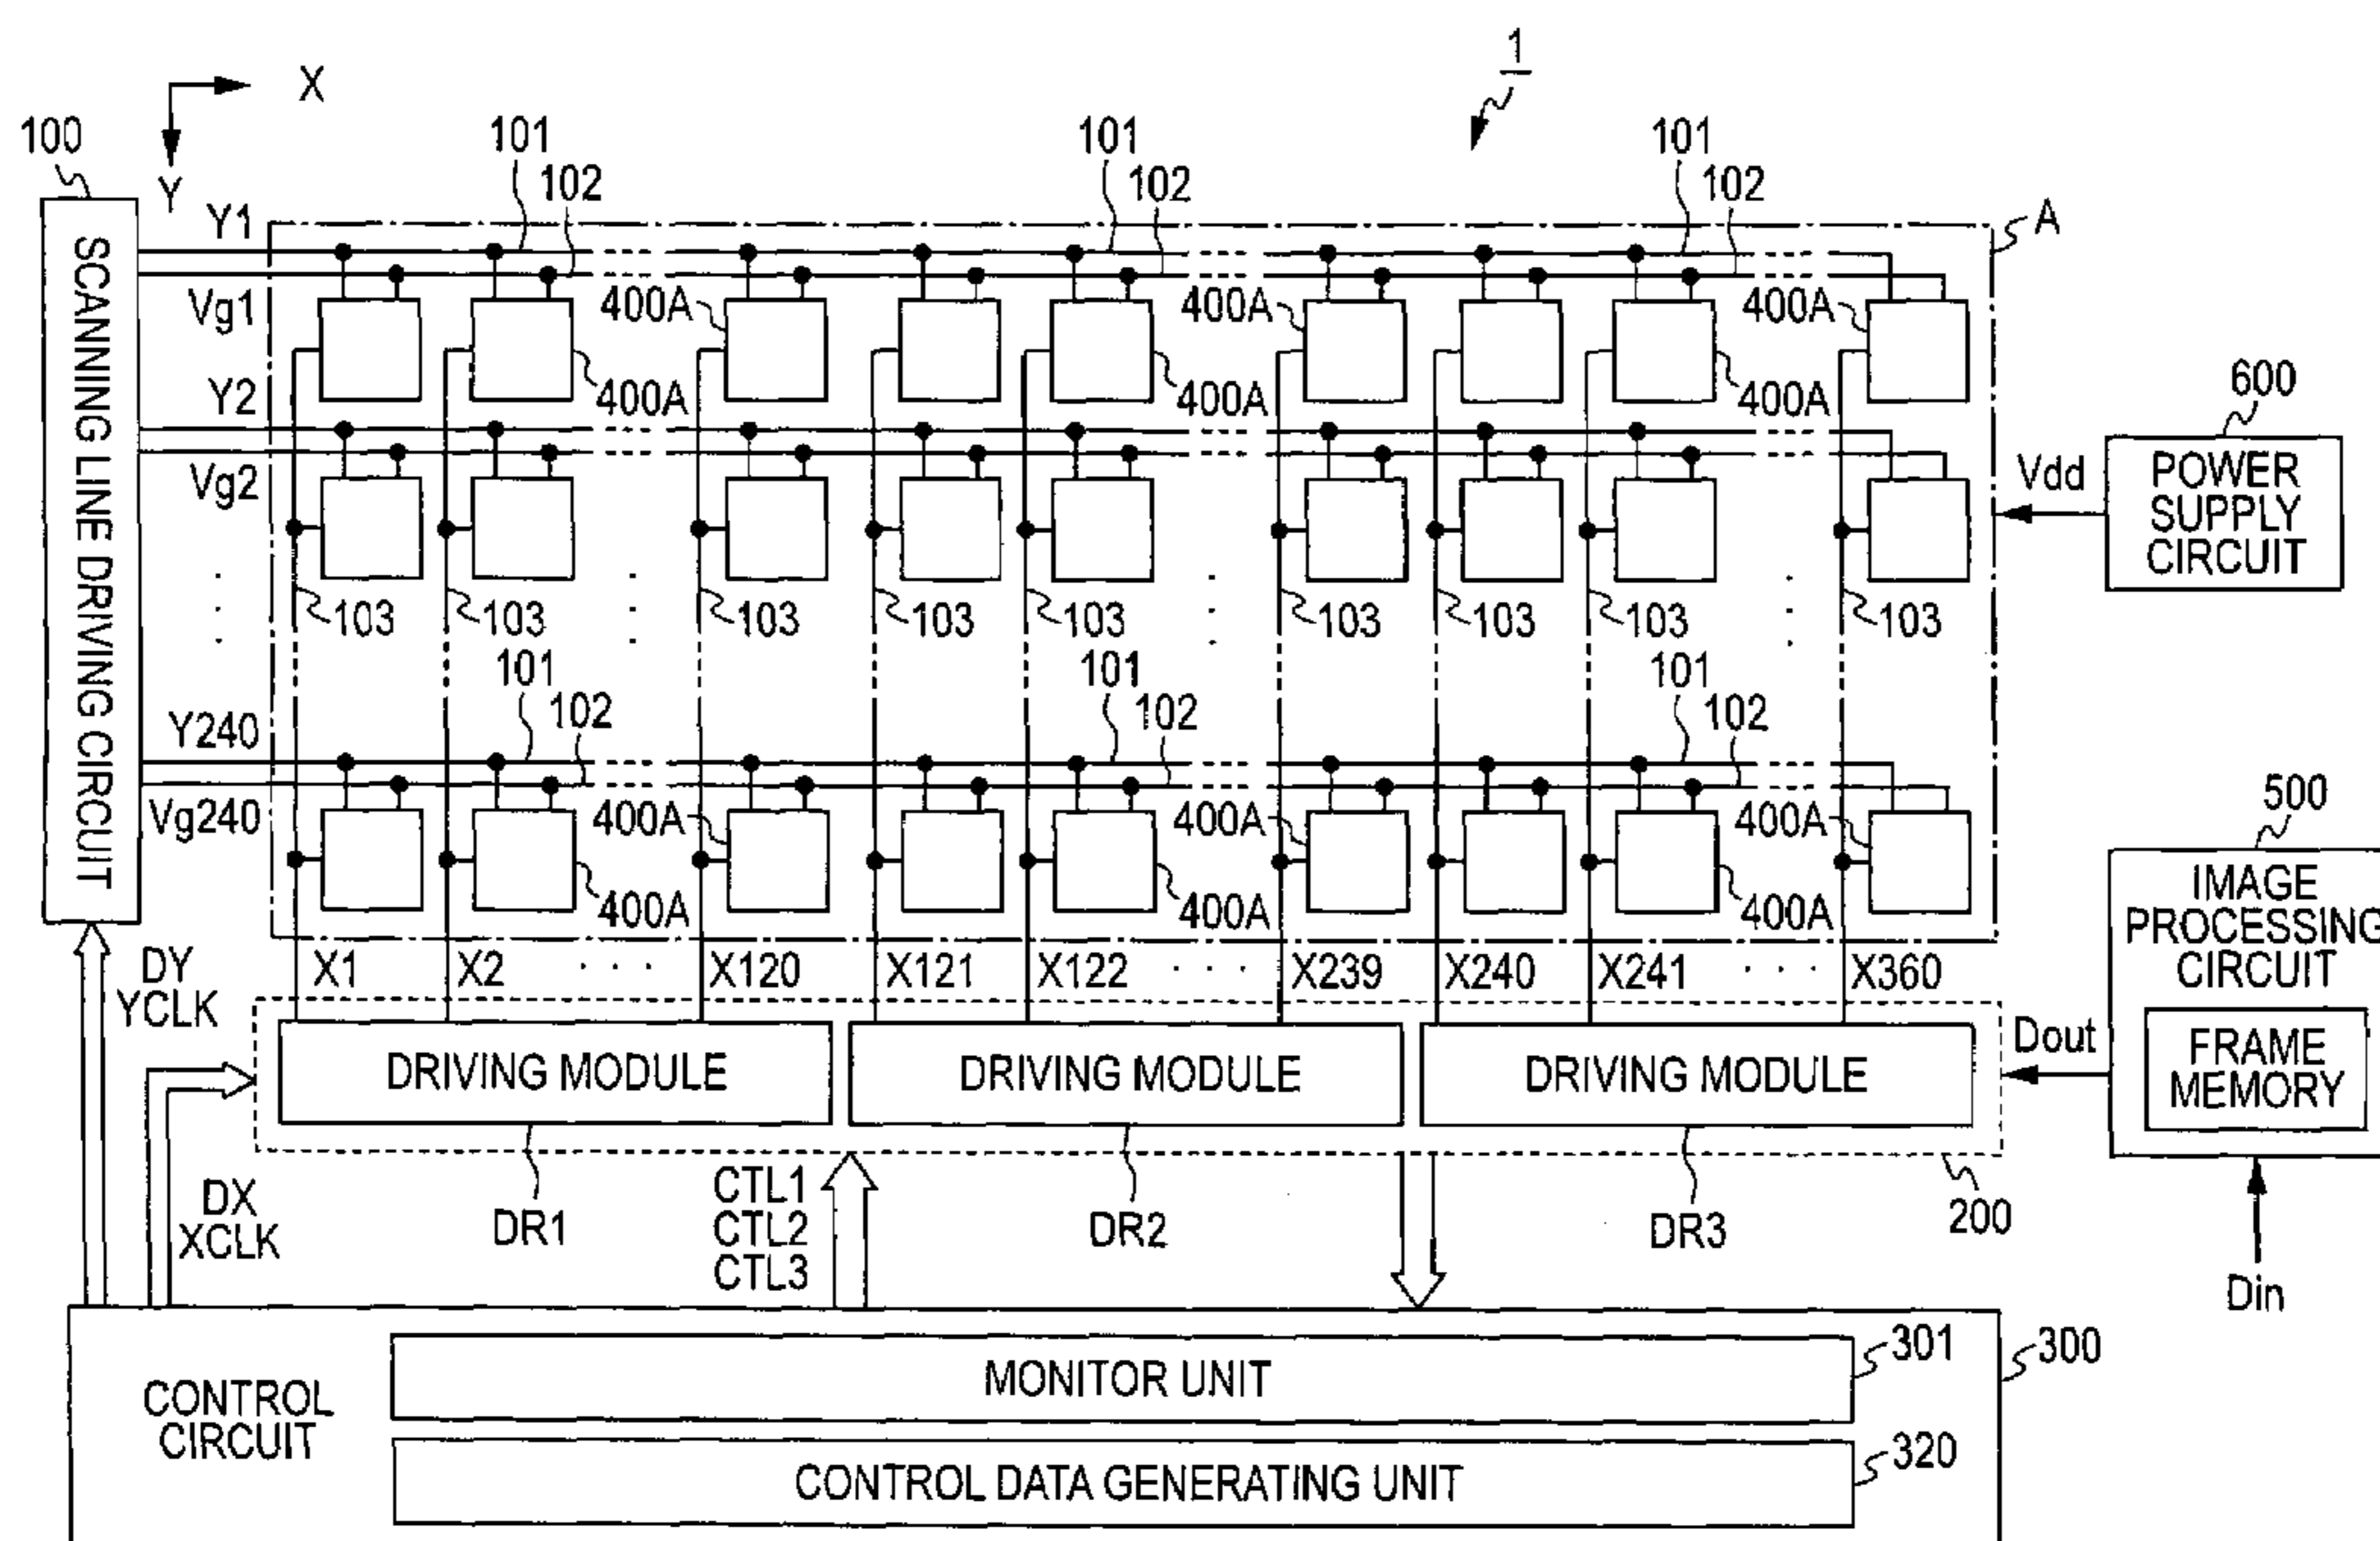 1
X
100
101
101
101
102
102
102
Y
Y1
A
SCANNING LINE DRIVING CIRCUIT
Vg1
400A
400A
400A
Y2
400A
400A
400A
600
Vg2
Vdd
POWER
SUPPLY
CIRCUIT
103
103
103
103
103
103
103
103
103
101
101
101
102
102
102
Y240
Vg240
400A
400A
400A
500
400A
400A
400A
IMAGE
PROCESSING
CIRCUIT
FRAME
MEMORY
X1
X2
. . .
X120
X121
X122
. . .
X239
X240
X241
. . .
X360
DY
YCLK
Dout
DRIVING MODULE
DRIVING MODULE
DRIVING MODULE
DX
XCLK
CTL1
CTL2
CTL3
DR1
DR2
DR3
200
Din
CONTROL
CIRCUIT
MONITOR UNIT
301
300
CONTROL DATA GENERATING UNIT
320